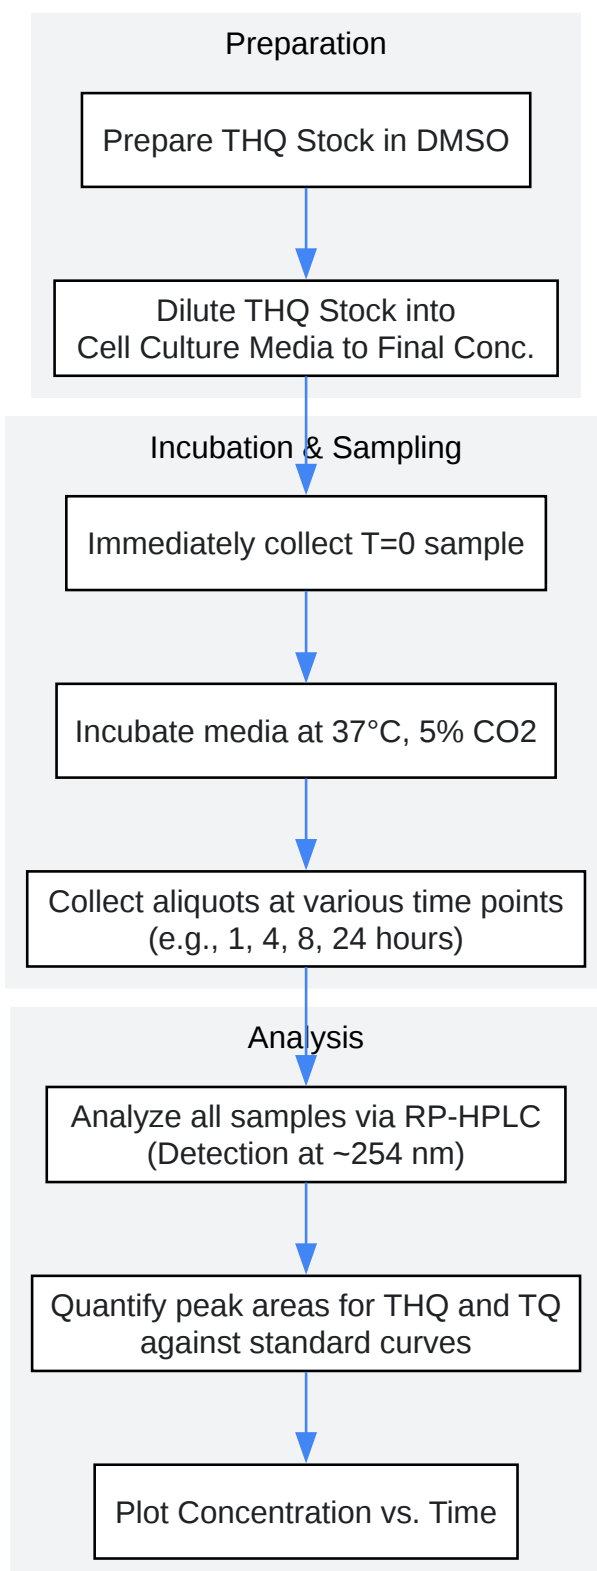 Preparation
Prepare THQ Stock in DMSO
Dilute THQ Stock into
Cell Culture Media to Final Conc.
Incubation & Sampling
Immediately collect T=0 sample
Incubate media at 37°C, 5% CO2
Collect aliquots at various time points
(e.g., 1, 4, 8, 24 hours)
Analysis
Analyze all samples via RP-HPLC
(Detection at ~254 nm)
Quantify peak areas for THQ and TQ
against standard curves
Plot Concentration vs. Time